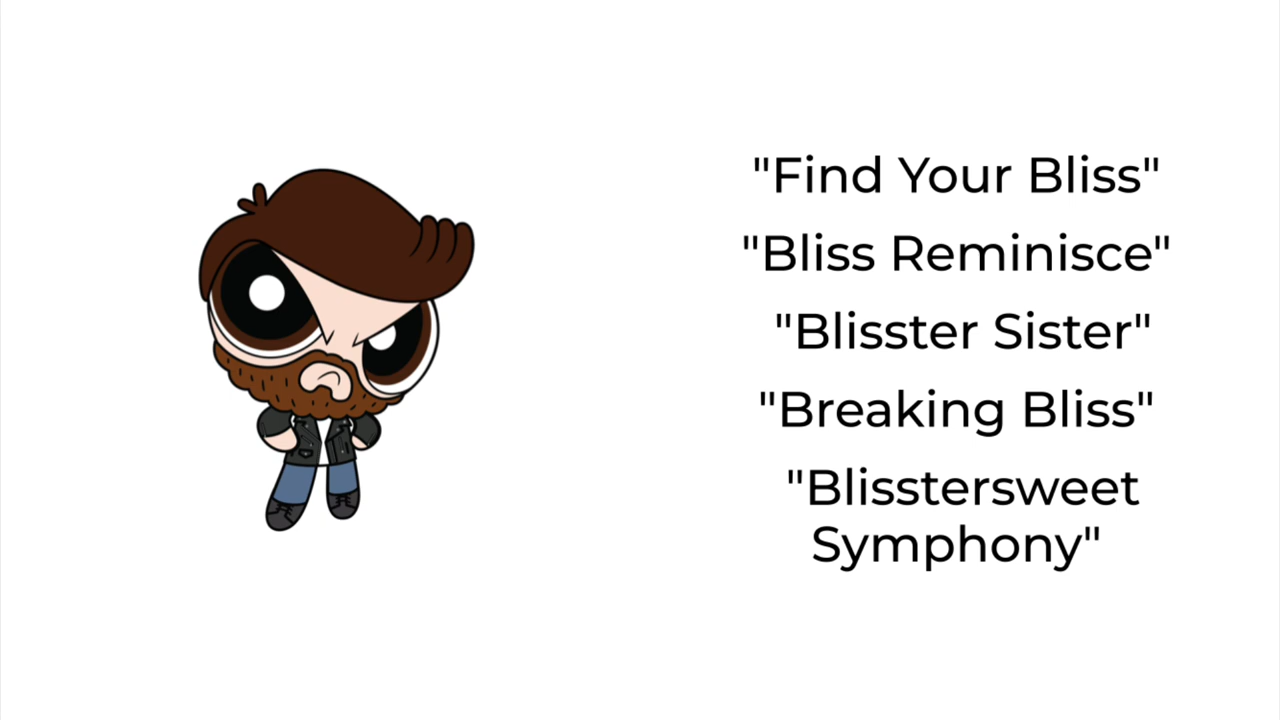 "Find Your Bliss"
"Bliss Reminisce"
"Blisster Sister"
"Breaking Bliss"
"Blisstersweet
Symphony"